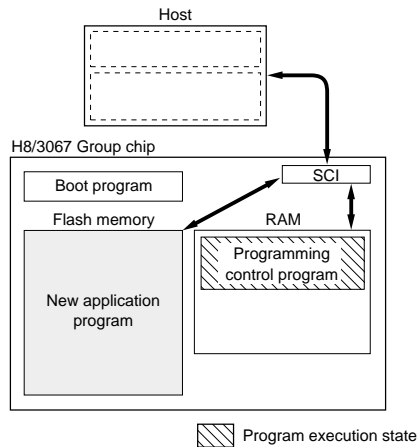 Host
H8/3067 Group chip
SCI
Boot program
Flash memory
RAM
Programming
control program
New application
program
Program execution state